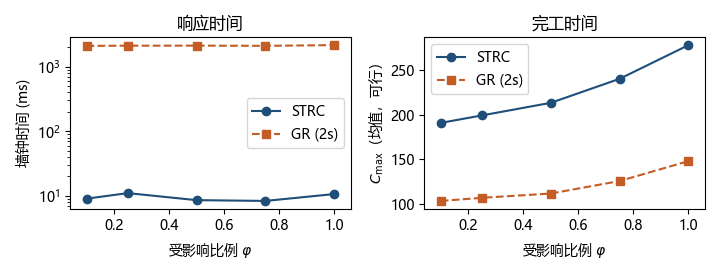 响应时间
墙钟时间 (ms)
10³
10²
10¹
STRC
GR (2s)
0.2 0.4 0.6 0.8 1.0
受影响比例 φ
完工时间
Cmax（均值，可行）
250
200
150
100
STRC
GR (2s)
0.2 0.4 0.6 0.8 1.0
受影响比例 φ